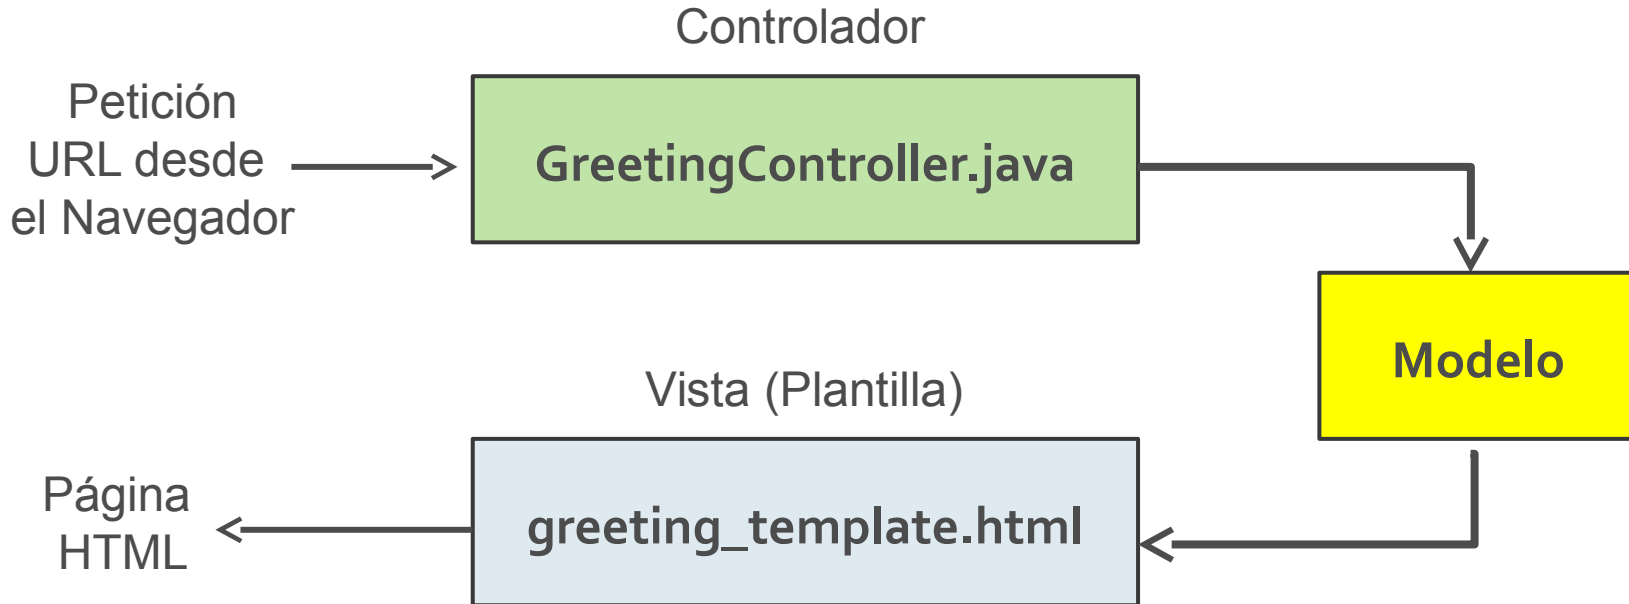 Controlador
Petición
URL desde
el Navegador
GreetingController.java
Modelo
Vista (Plantilla)
greeting_template.html
Página
HTML